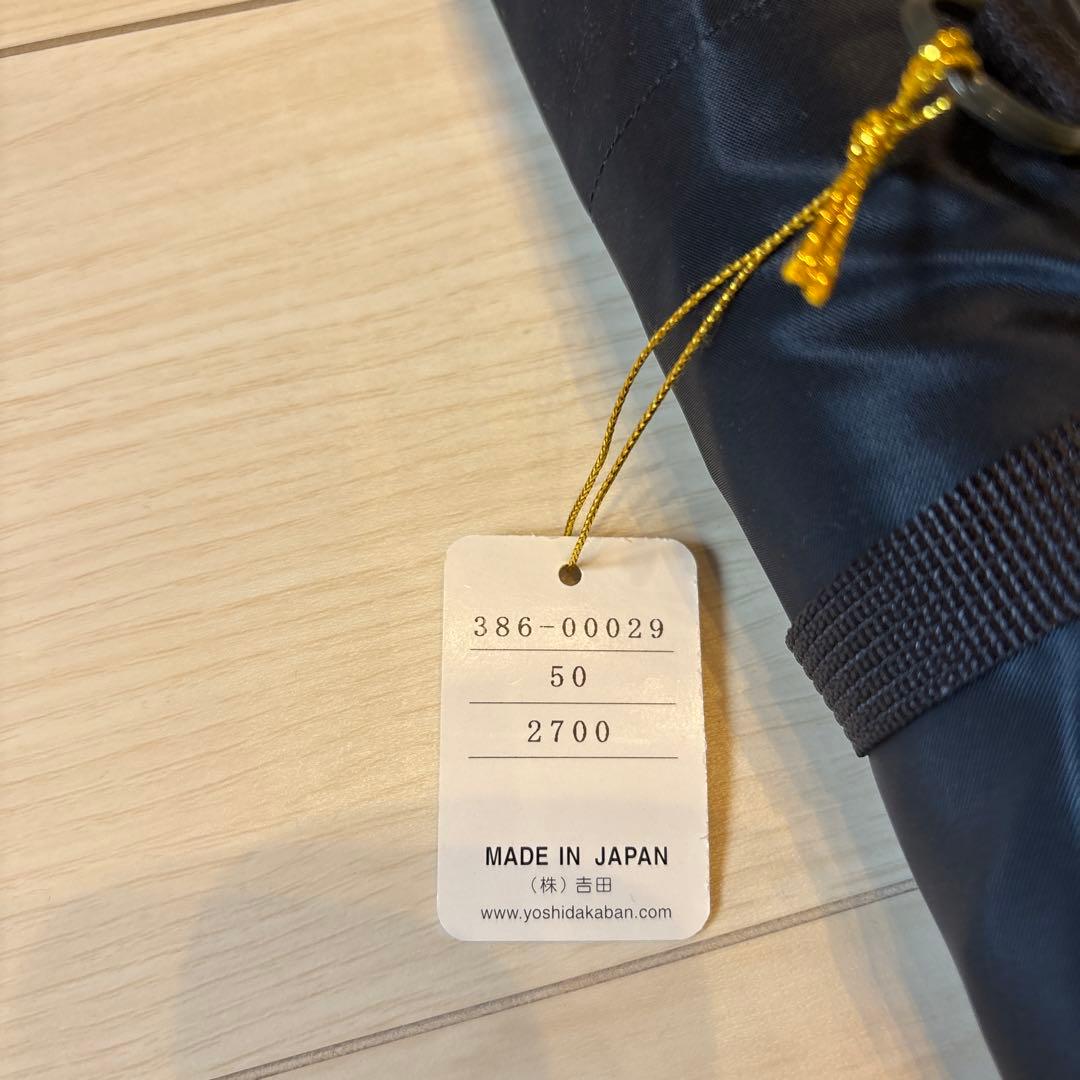 386-00029
50
2700
MADE IN JAPAN
（株）吉田
www.yoshidakaban.com